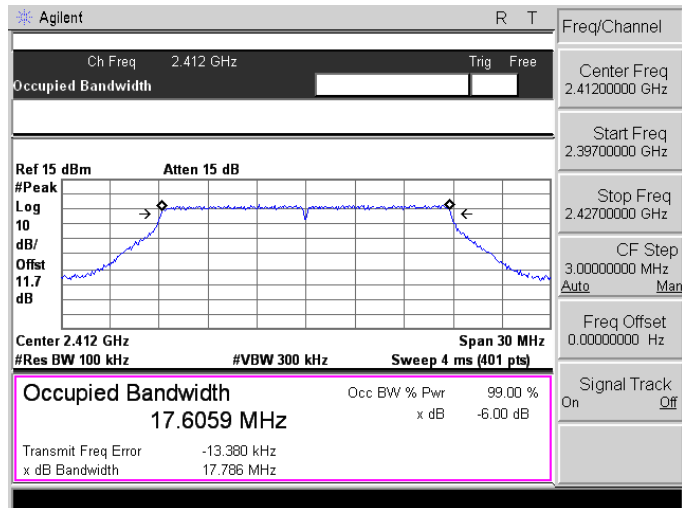 Agilent
R T
Freq/Channel
Ch Freq 2.412 GHz Trig Free
Occupied Bandwidth
Center Freq
2.41200000 GHz
Start Freq
2.39700000 GHz
Stop Freq
2.42700000 GHz
CF Step
3.00000000 MHz
Auto Man
Freq Offset
0.00000000 Hz
Signal Track
On Off
Ref 15 dBm Atten 15 dB
#Peak
Log
10
dB/
Offst
11.7
dB
Center 2.412 GHz Span 30 MHz
#Res BW 100 kHz #VBW 300 kHz Sweep 4 ms (401 pts)
Occupied Bandwidth
17.6059 MHz
Occ BW % Pwr 99.00 %
x dB -6.00 dB
Transmit Freq Error -13.380 kHz
x dB Bandwidth 17.786 MHz